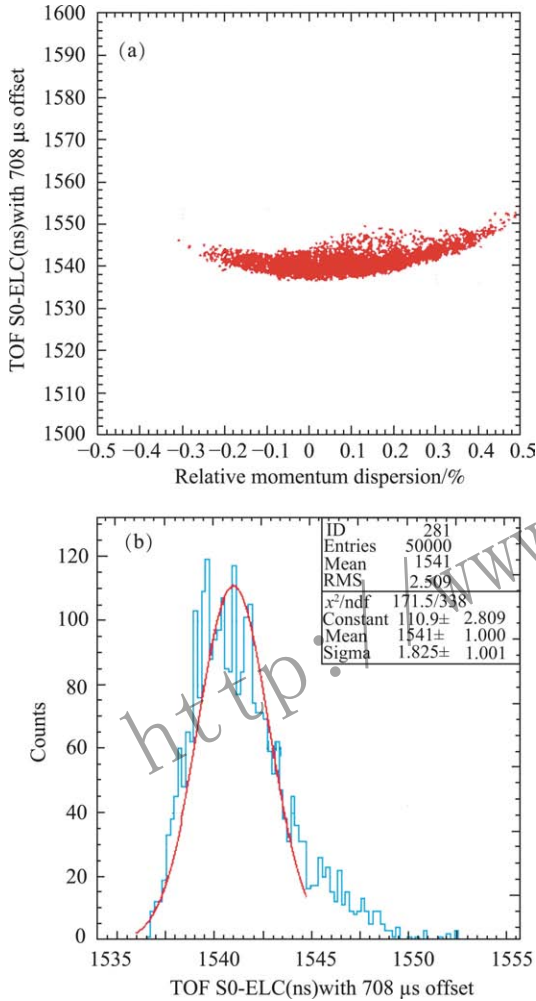 (a)
1600
1590
1580
1570
1560
1550
1540
1530
1520
1510
1500
TOF S0-ELC(ns)with 708 μs offset
−0.5 −0.4 −0.3 −0.2 −0.1 0 0.1 0.2 0.3 0.4 0.5
Relative momentum dispersion/%
(b)
ID 281
Entries 50000
Mean 1541
RMS 2.509
x²/ndf 171.5/338
Constant 110.9± 2.809
Mean 1541± 1.000
Sigma 1.825± 1.001
120
100
80
60
40
20
0
Counts
1535 1540 1545 1550 1555
TOF S0-ELC(ns)with 708 μs offset
http://www